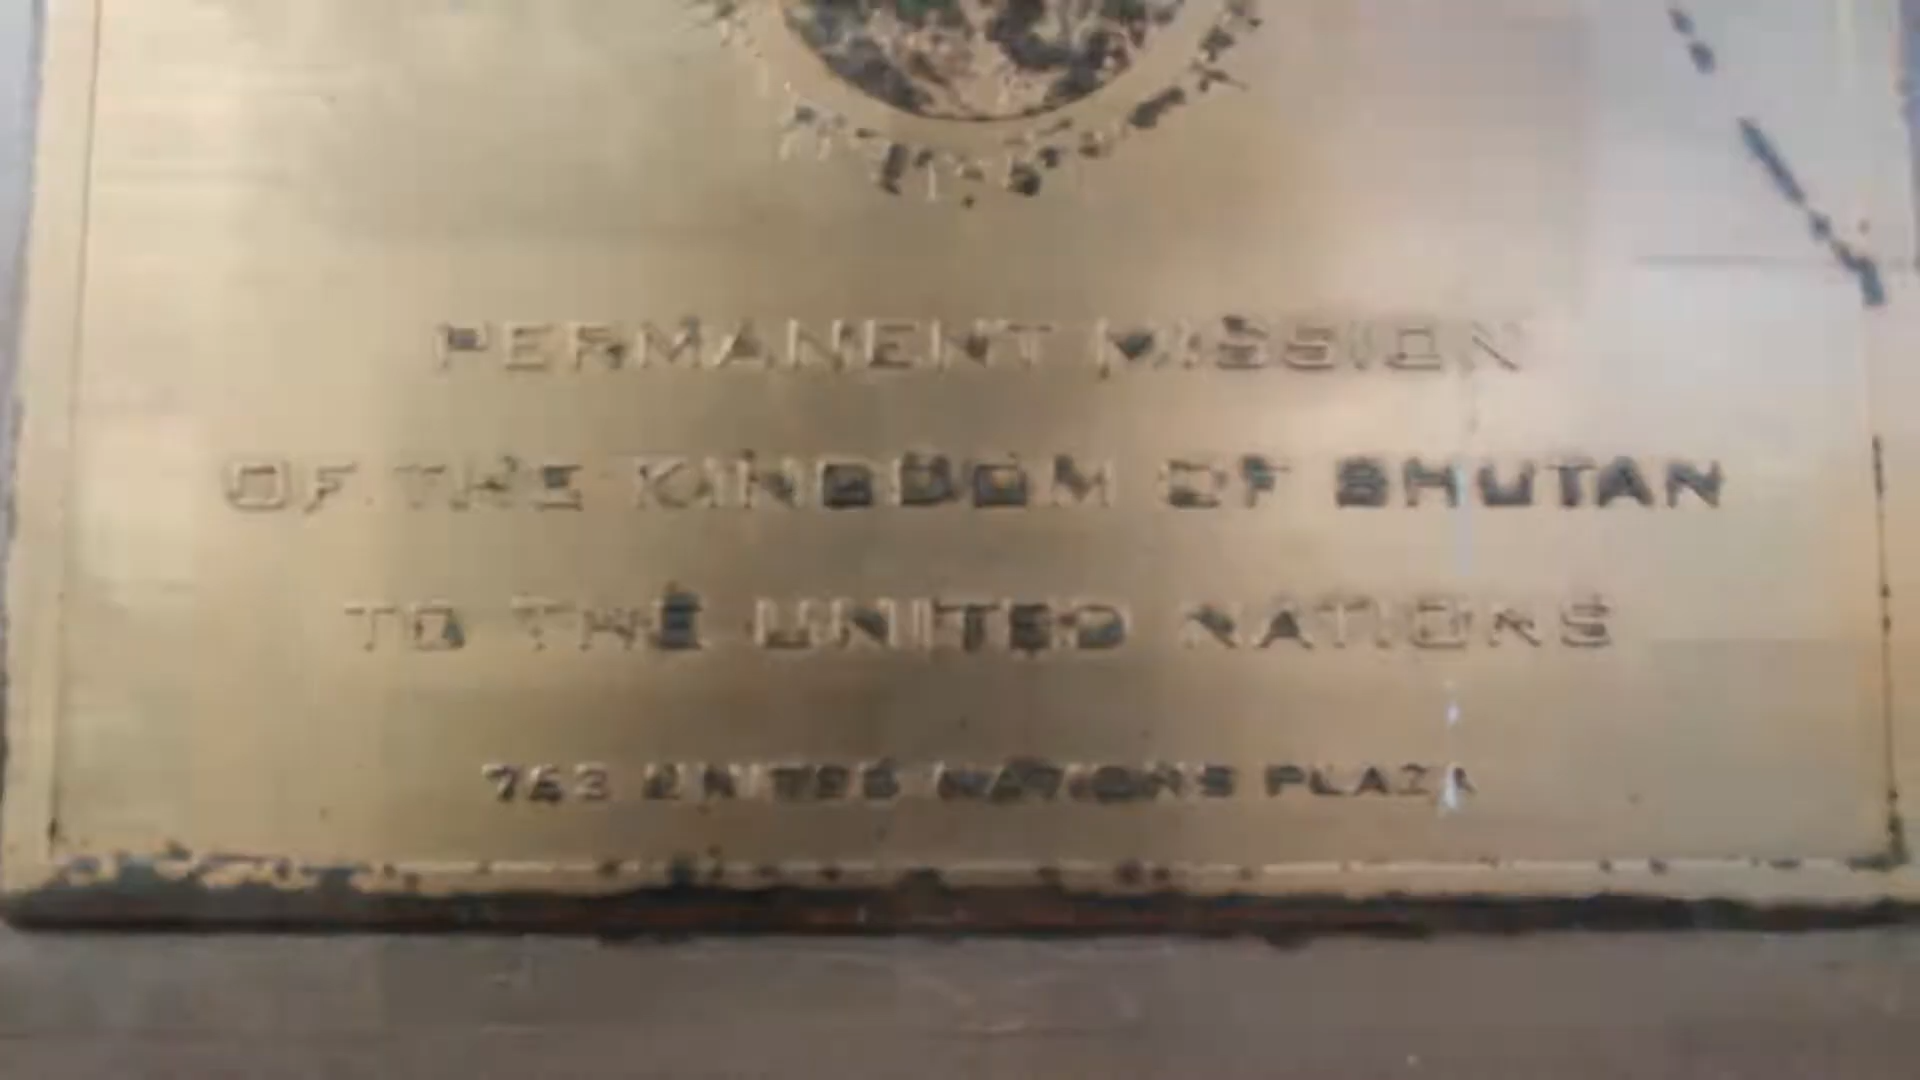 PERMANENT MISSION
OF THE KINGDOM OF BHUTAN
TO THE UNITED NATIONS
763 UNITED NATIONS PLAZA